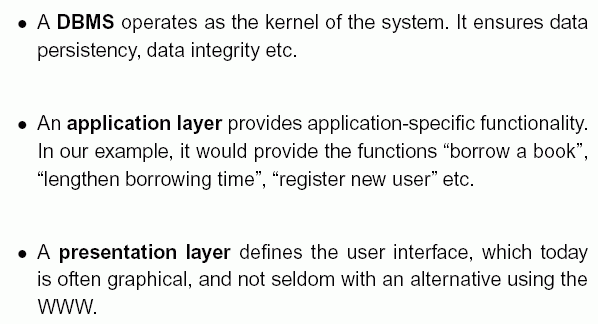 • A DBMS operates as the kernel of the system. It ensures data
persistency, data integrity etc.
• An application layer provides application-specific functionality.
In our example, it would provide the functions “borrow a book”,
“lengthen borrowing time”, “register new user” etc.
• A presentation layer defines the user interface, which today
is often graphical, and not seldom with an alternative using the
WWW.